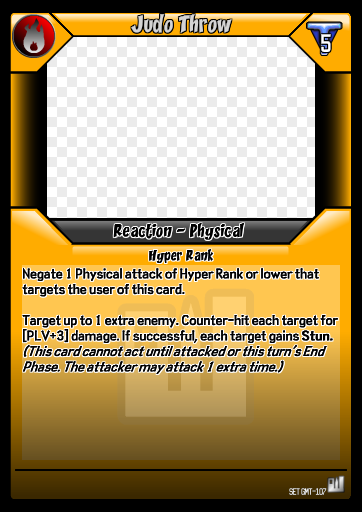 Judo Throw
5
Reaction - Physical
Hyper Rank
Negate 1 Physical attack of Hyper Rank or lower that
targets the user of this card.
Target up to 1 extra enemy. Counter-hit each target for
[PLV+3] damage. If successful, each target gains Stun.
(This card cannot act until attacked or this turn's End
Phase. The attacker may attack 1 extra time.)
SET GMT-107